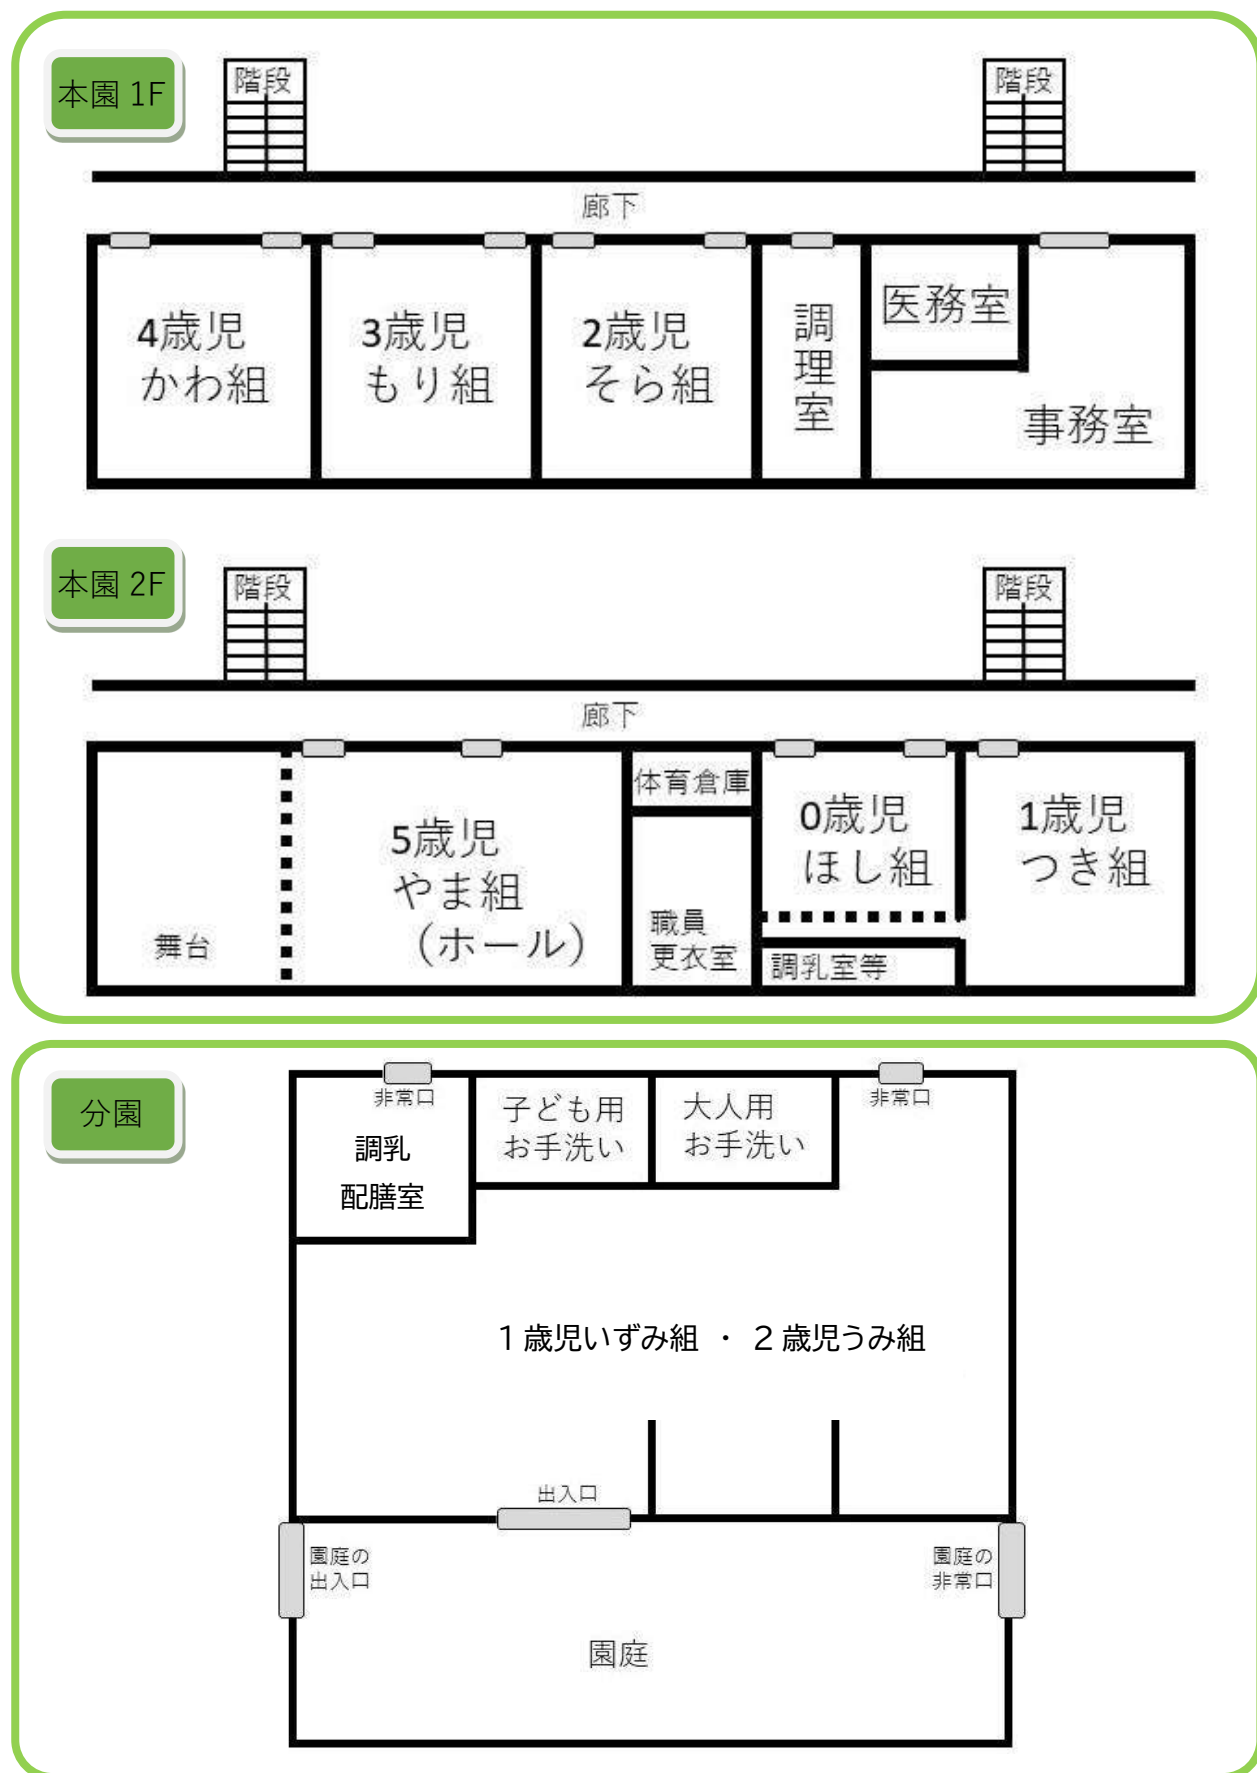 本園 1F
階段
階段
廊下
4歳児
かわ組
3歳児
もり組
2歳児
そら組
調理室
医務室
事務室
本園 2F
階段
階段
廊下
舞台
5歳児
やま組
（ホール）
体育倉庫
職員
更衣室
0歳児
ほし組
調乳室等
1歳児
つき組
分園
非常口
調乳
配膳室
子ども用
お手洗い
大人用
お手洗い
非常口
1歳児いずみ組 ・ 2歳児うみ組
出入口
園庭の
出入口
園庭の
非常口
園庭